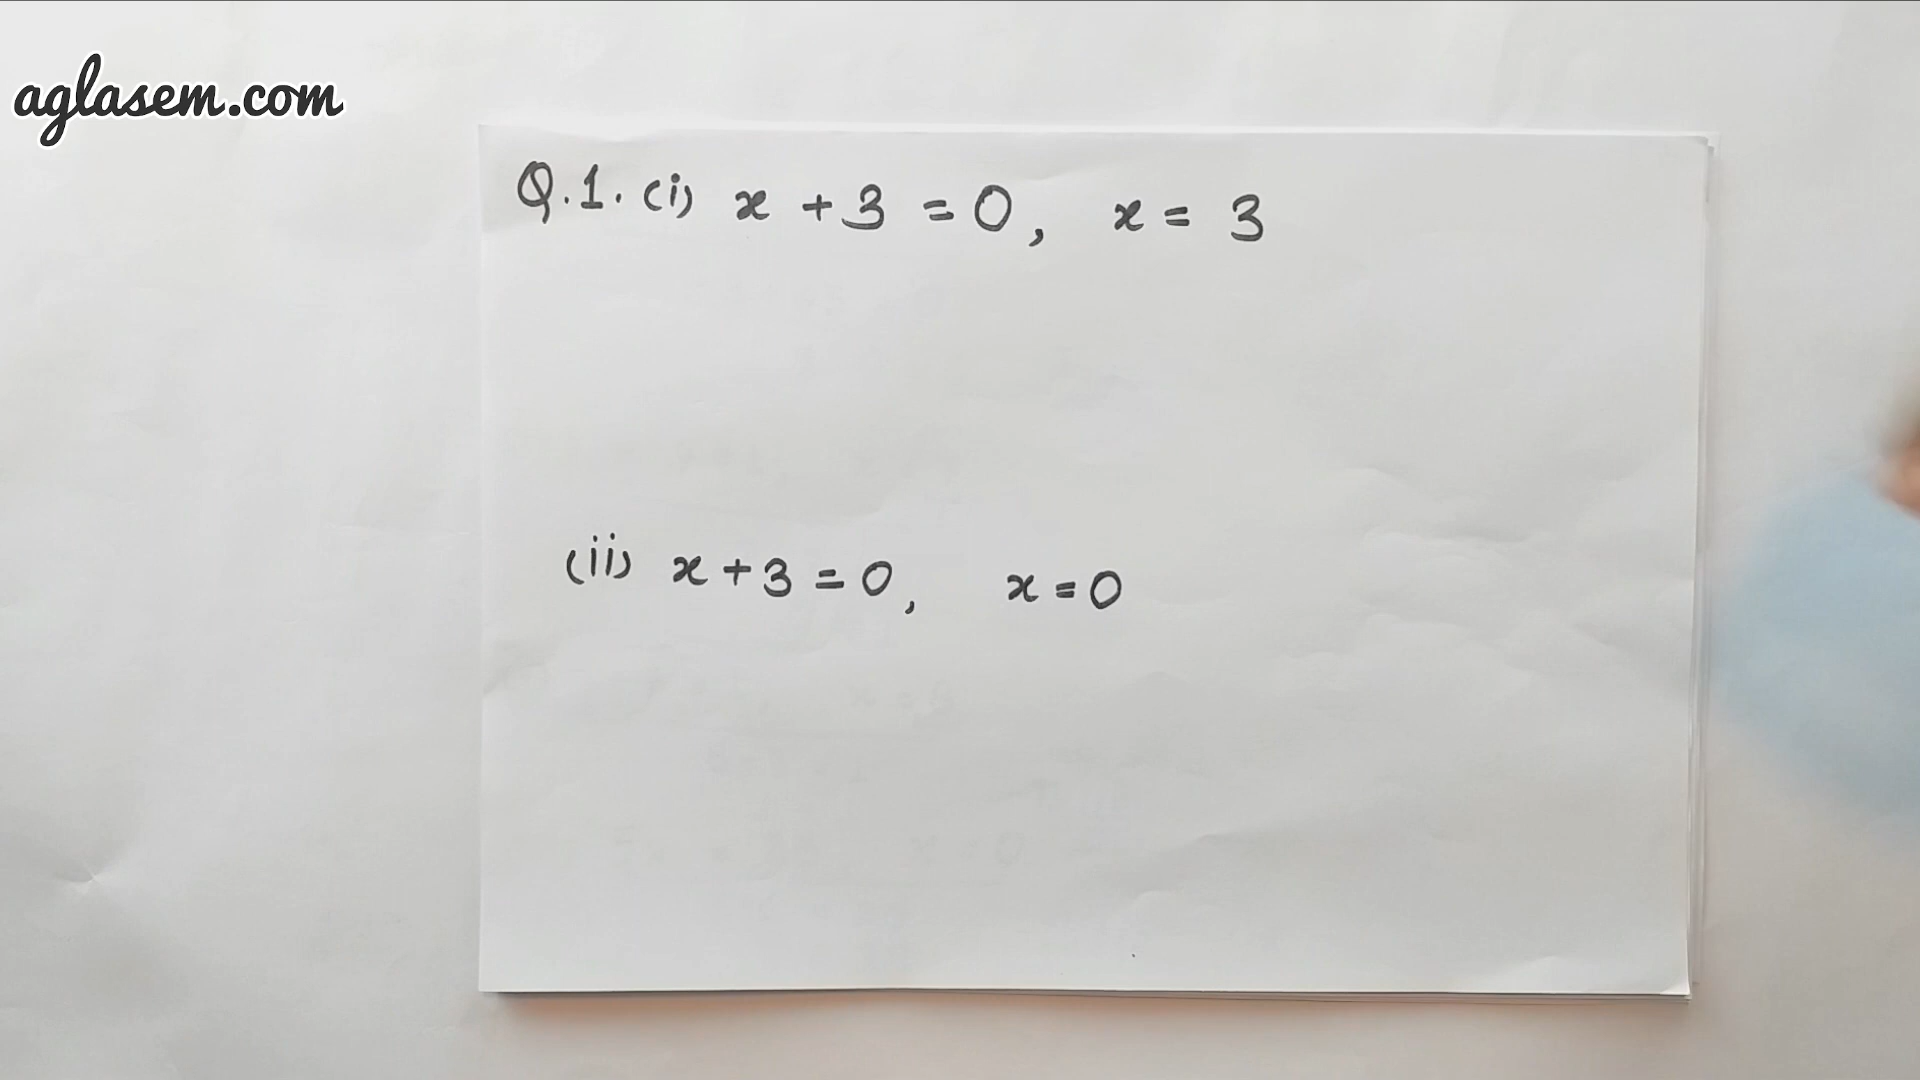 aglasem.com
Q.1. (i) x + 3 = 0, x = 3
(ii) x + 3 = 0, x = 0